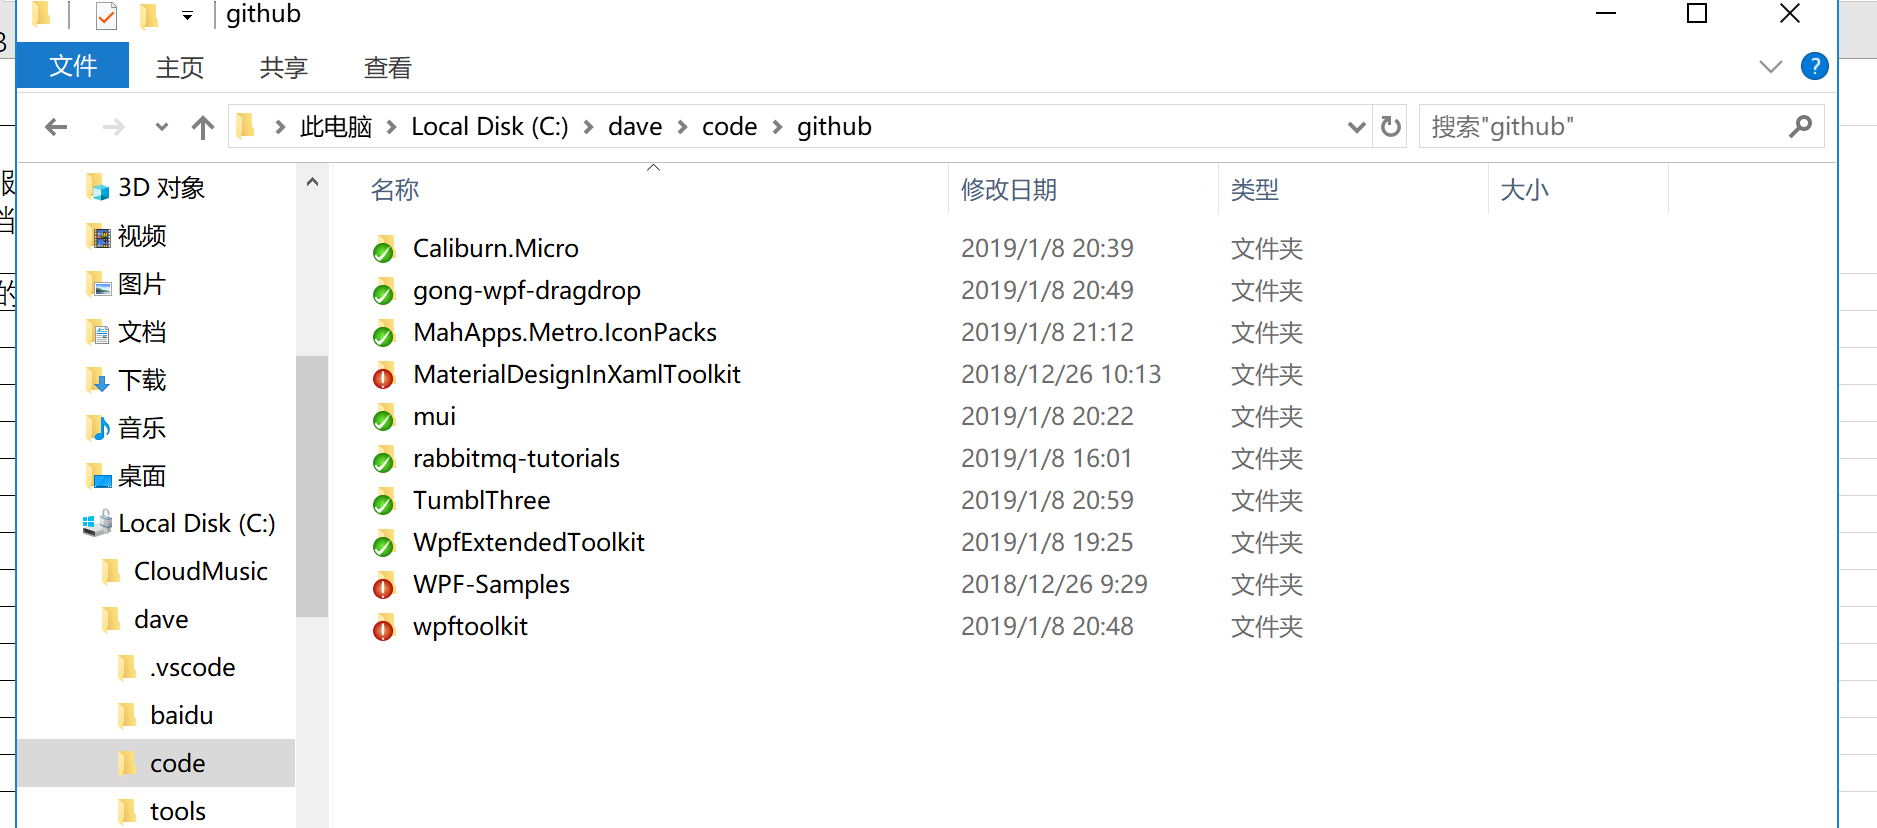 github
文件 主页 共享 查看
此电脑 Local Disk (C:) dave code github 搜索"github"
3D 对象
视频
图片
文档
下载
音乐
桌面
Local Disk (C:)
CloudMusic
dave
.vscode
baidu
code
tools
名称 修改日期 类型 大小
Caliburn.Micro 2019/1/8 20:39 文件夹
gong-wpf-dragdrop 2019/1/8 20:49 文件夹
MahApps.Metro.IconPacks 2019/1/8 21:12 文件夹
MaterialDesignInXamlToolkit 2018/12/26 10:13 文件夹
mui 2019/1/8 20:22 文件夹
rabbitmq-tutorials 2019/1/8 16:01 文件夹
TumblThree 2019/1/8 20:59 文件夹
WpfExtendedToolkit 2019/1/8 19:25 文件夹
WPF-Samples 2018/12/26 9:29 文件夹
wpftoolkit 2019/1/8 20:48 文件夹